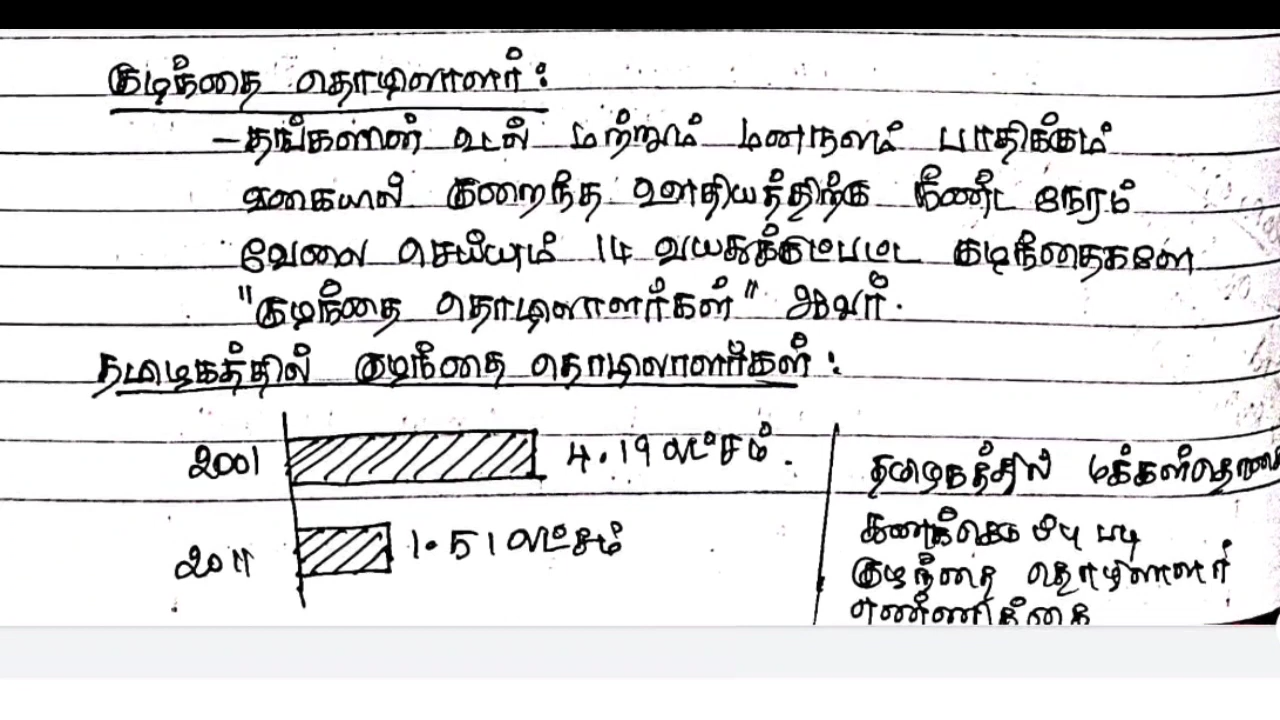 குழந்தை தொழிலாளர் :
– தங்களின் உடல் மற்றும் மனநலம் பாதிக்கும்
வகையில் குறைந்த ஊதியத்திற்கு நீண்ட நேரம்
வேலை செய்யும் 14 வயதுக்குட்பட்ட குழந்தைகளே
"குழந்தை தொழிலாளர்கள்" ஆவர்.
தமிழகத்தில் குழந்தை தொழிலாளர்கள் :
2001 4.19 லட்சம்.
2011 1.51 லட்சம்
தமிழகத்தில் மக்கள்தொகை
கணக்கெடுப்பு படி
குழந்தை தொழிலாளர்
எண்ணிக்கை